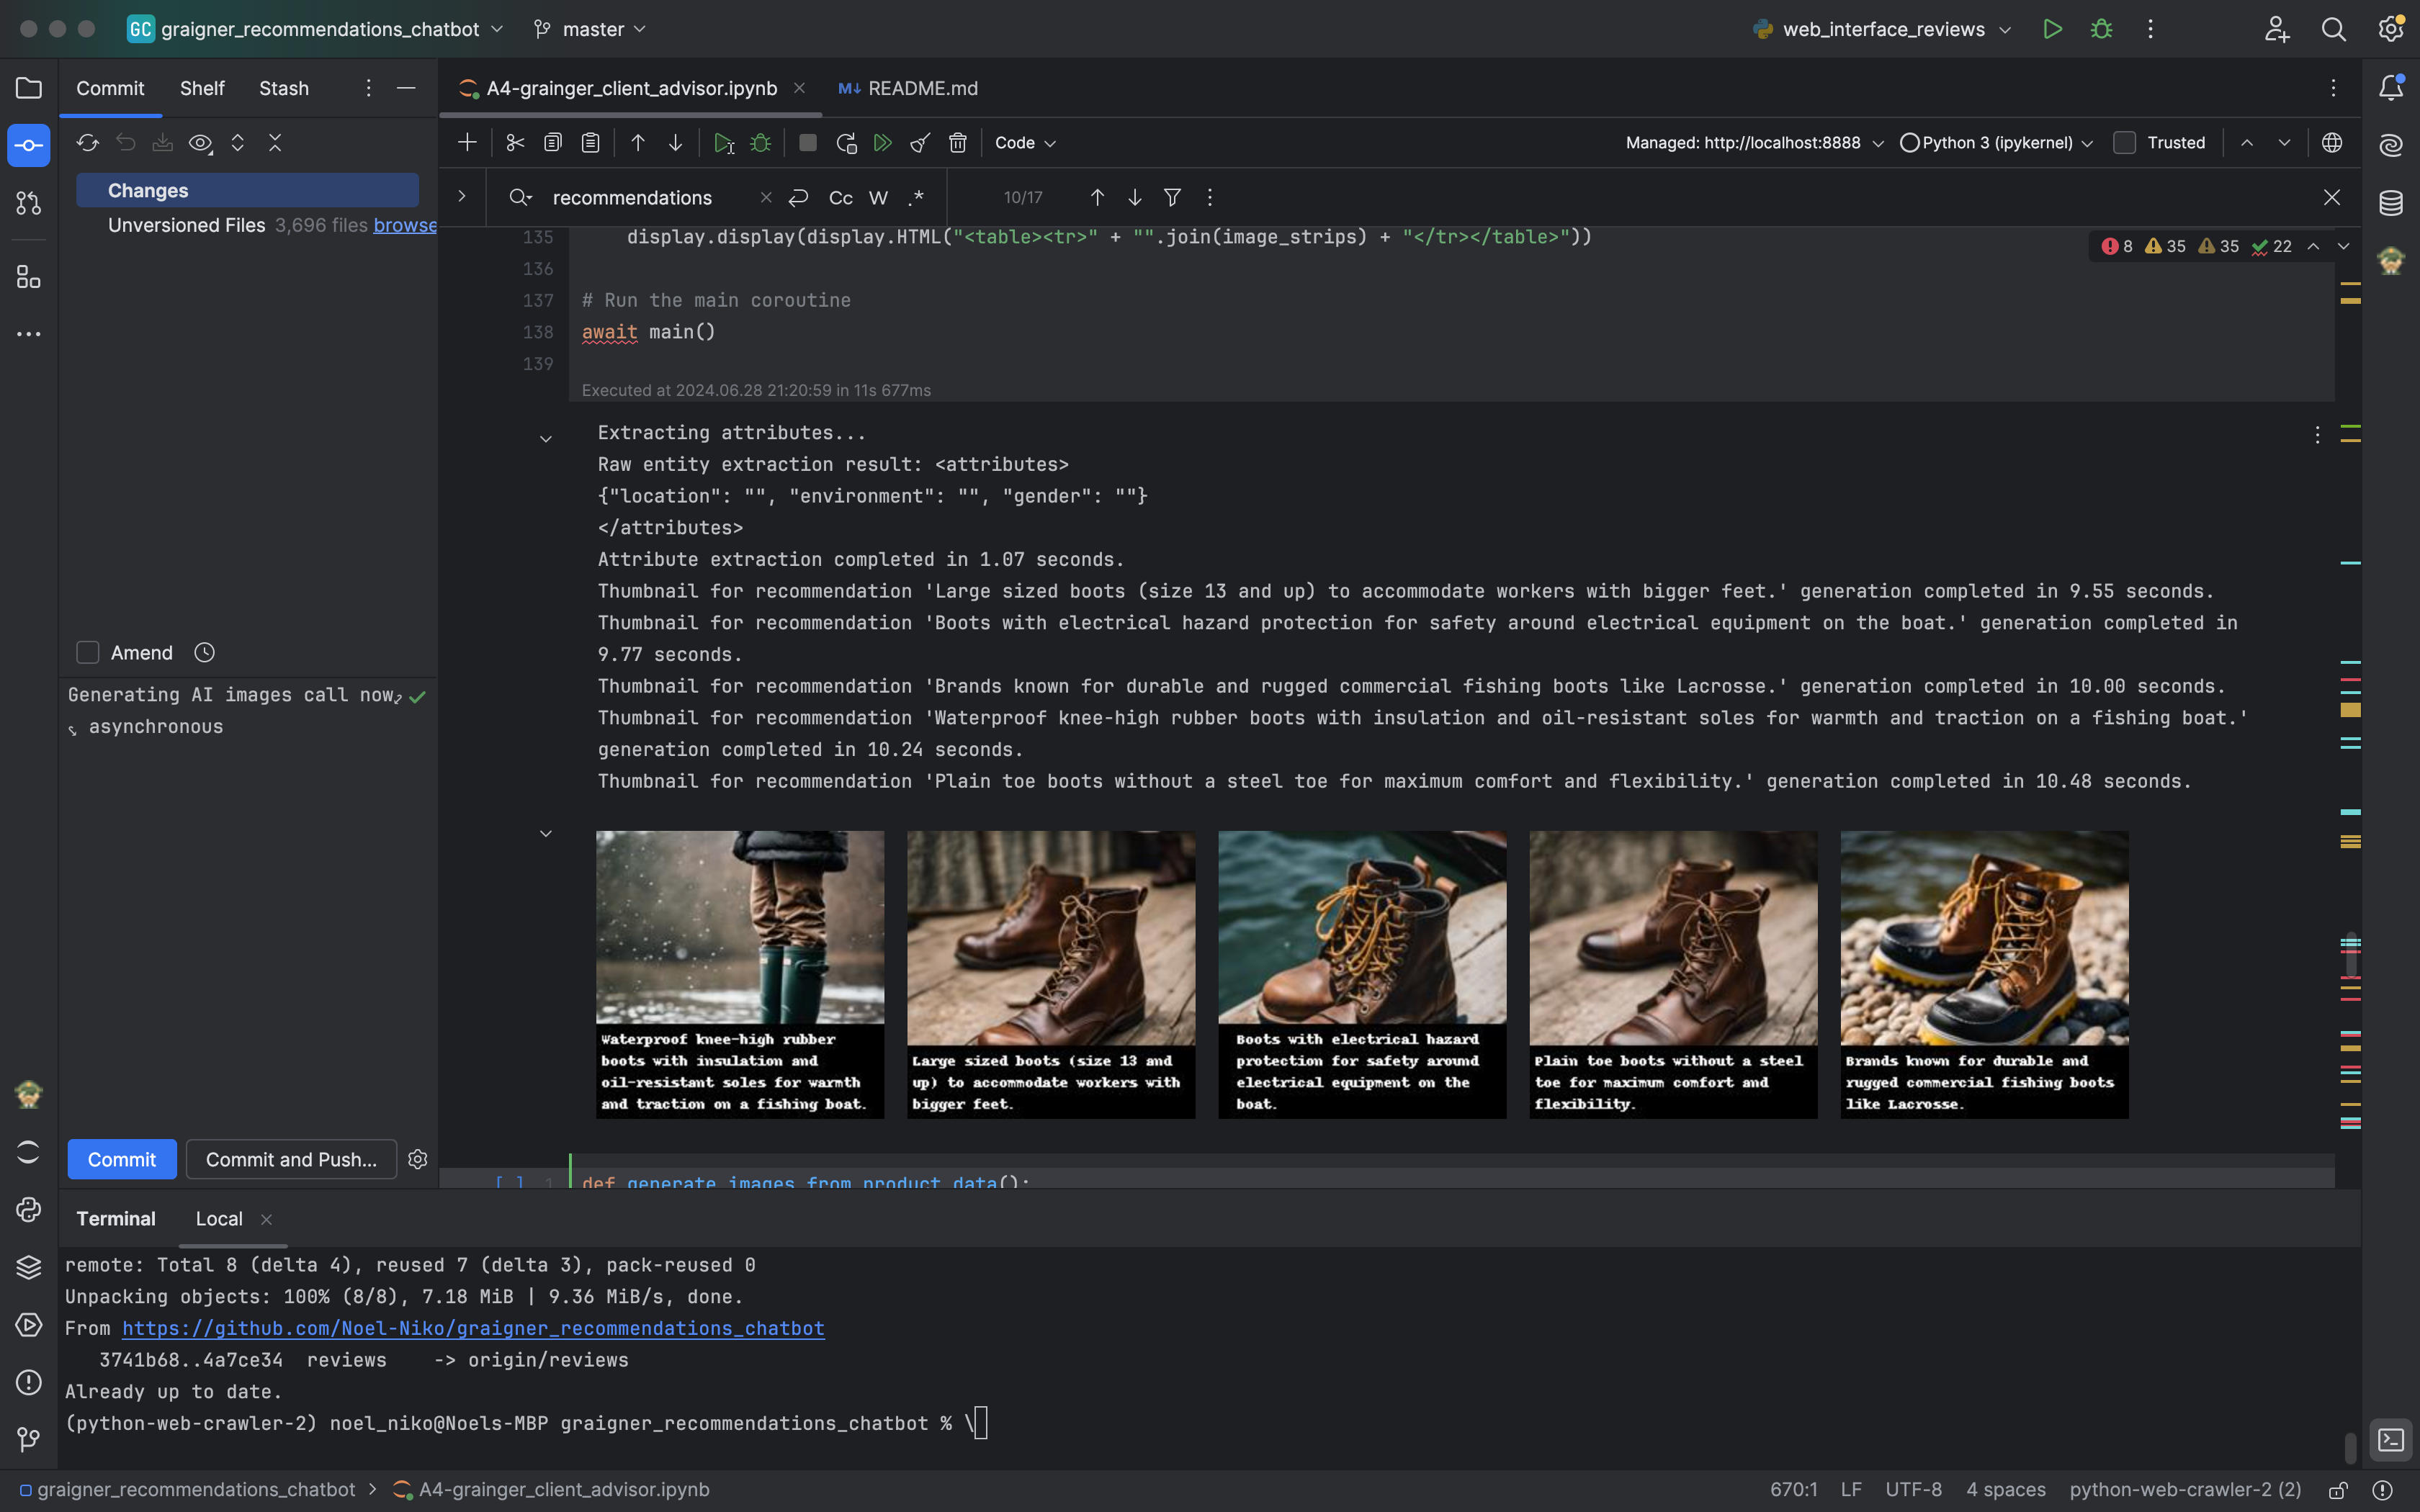 GC graigner_recommendations_chatbot
master
web_interface_reviews
Commit Shelf Stash
A4-grainger_client_advisor.ipynb
M↓ README.md
Code
Managed: http://localhost:8888
Python 3 (ipykernel)
Trusted
Changes
Unversioned Files 3,696 files browse
recommendations
Cc W .*
10/17
135 display.display(display.HTML("<table><tr>" + "".join(image_strips) + "</tr></table>"))
8 35 35 22
136
137 # Run the main coroutine
138 await main()
139
Executed at 2024.06.28 21:20:59 in 11s 677ms
Extracting attributes...
Raw entity extraction result: <attributes>
{"location": "", "environment": "", "gender": ""}
</attributes>
Attribute extraction completed in 1.07 seconds.
Thumbnail for recommendation 'Large sized boots (size 13 and up) to accommodate workers with bigger feet.' generation completed in 9.55 seconds.
Thumbnail for recommendation 'Boots with electrical hazard protection for safety around electrical equipment on the boat.' generation completed in
9.77 seconds.
Thumbnail for recommendation 'Brands known for durable and rugged commercial fishing boots like Lacrosse.' generation completed in 10.00 seconds.
Thumbnail for recommendation 'Waterproof knee-high rubber boots with insulation and oil-resistant soles for warmth and traction on a fishing boat.'
generation completed in 10.24 seconds.
Thumbnail for recommendation 'Plain toe boots without a steel toe for maximum comfort and flexibility.' generation completed in 10.48 seconds.
Amend
Generating AI images call now
asynchronous
Waterproof knee-high rubber
boots with insulation and
oil-resistant soles for warmth
and traction on a fishing boat.
Large sized boots (size 13 and
up) to accommodate workers with
bigger feet.
Boots with electrical hazard
protection for safety around
electrical equipment on the
boat.
Plain toe boots without a steel
toe for maximum comfort and
flexibility.
Brands known for durable and
rugged commercial fishing boots
like Lacrosse.
Commit
Commit and Push...
[ ] 1 def generate_images_from_product_data():
Terminal Local
remote: Total 8 (delta 4), reused 7 (delta 3), pack-reused 0
Unpacking objects: 100% (8/8), 7.18 MiB | 9.36 MiB/s, done.
From https://github.com/Noel-Niko/graigner_recommendations_chatbot
3741b68..4a7ce34 reviews -> origin/reviews
Already up to date.
(python-web-crawler-2) noel_niko@Noels-MBP graigner_recommendations_chatbot % \
graigner_recommendations_chatbot > A4-grainger_client_advisor.ipynb
670:1 LF UTF-8 4 spaces python-web-crawler-2 (2)